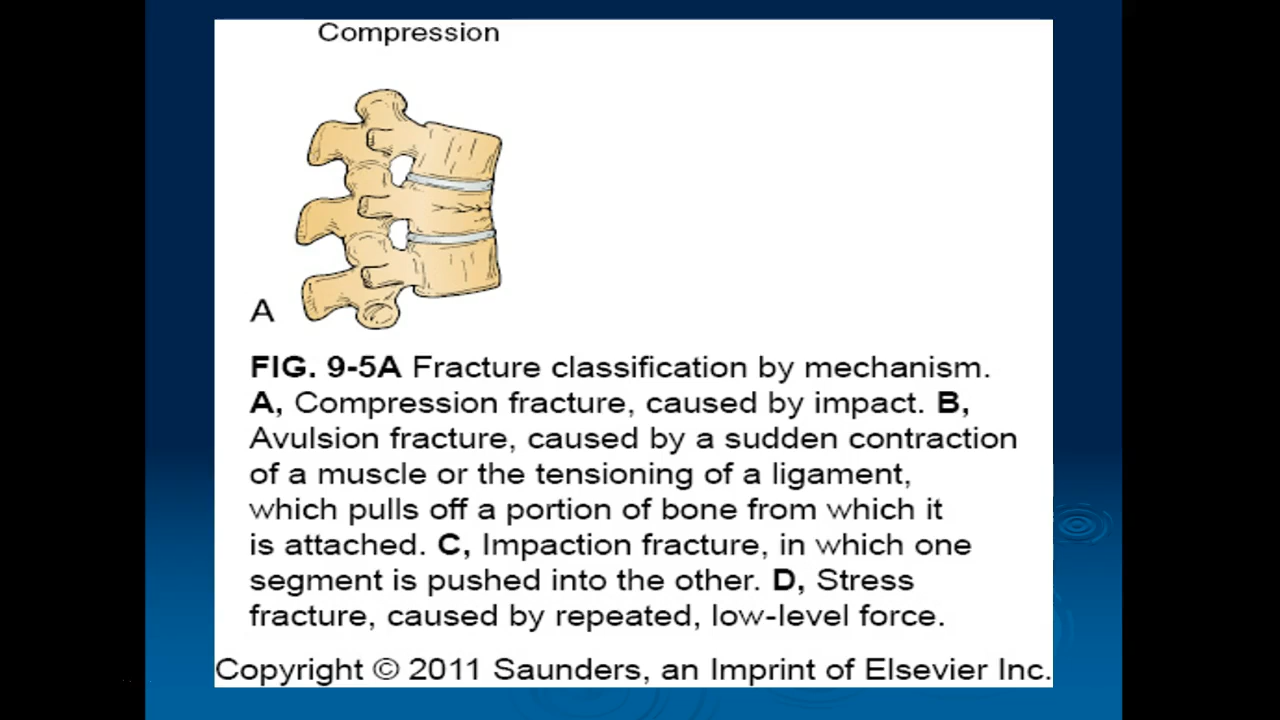 Compression
A
FIG. 9-5A Fracture classification by mechanism.
A, Compression fracture, caused by impact. B,
Avulsion fracture, caused by a sudden contraction
of a muscle or the tensioning of a ligament,
which pulls off a portion of bone from which it
is attached. C, Impaction fracture, in which one
segment is pushed into the other. D, Stress
fracture, caused by repeated, low-level force.
Copyright © 2011 Saunders, an Imprint of Elsevier Inc.